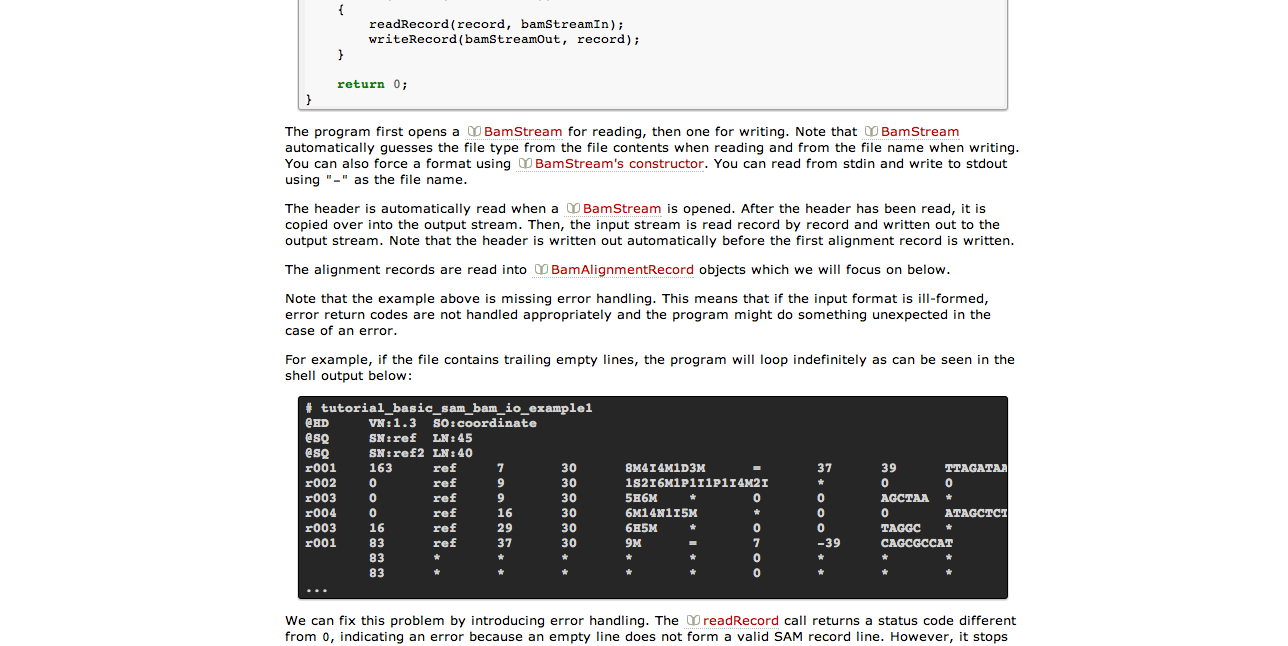 {
readRecord(record, bamStreamIn);
writeRecord(bamStreamOut, record);
}
return 0;
}
The program first opens a BamStream for reading, then one for writing. Note that BamStream
automatically guesses the file type from the file contents when reading and from the file name when writing.
You can also force a format using BamStream's constructor. You can read from stdin and write to stdout
using "-" as the file name.
The header is automatically read when a BamStream is opened. After the header has been read, it is
copied over into the output stream. Then, the input stream is read record by record and written out to the
output stream. Note that the header is written out automatically before the first alignment record is written.
The alignment records are read into BamAlignmentRecord objects which we will focus on below.
Note that the example above is missing error handling. This means that if the input format is ill-formed,
error return codes are not handled appropriately and the program might do something unexpected in the
case of an error.
For example, if the file contains trailing empty lines, the program will loop indefinitely as can be seen in the
shell output below:
# tutorial_basic_sam_bam_io_example1
@HD VN:1.3 SO:coordinate
@SQ SN:ref LN:45
@SQ SN:ref2 LN:40
r001 163 ref 7 30 8M4I4M1D3M = 37 39 TTAGATAA
r002 0 ref 9 30 1S2I6M1P1I1P1I4M2I * 0 0
r003 0 ref 9 30 5H6M * 0 0 AGCTAA *
r004 0 ref 16 30 6M14N1I5M * 0 0 ATAGCTCT
r003 16 ref 29 30 6H5M * 0 0 TAGGC *
r001 83 ref 37 30 9M = 7 -39 CAGCGCCAT
83 * * * * * 0 * * *
83 * * * * * 0 * * *
...
We can fix this problem by introducing error handling. The readRecord call returns a status code different
from 0, indicating an error because an empty line does not form a valid SAM record line. However, it stops